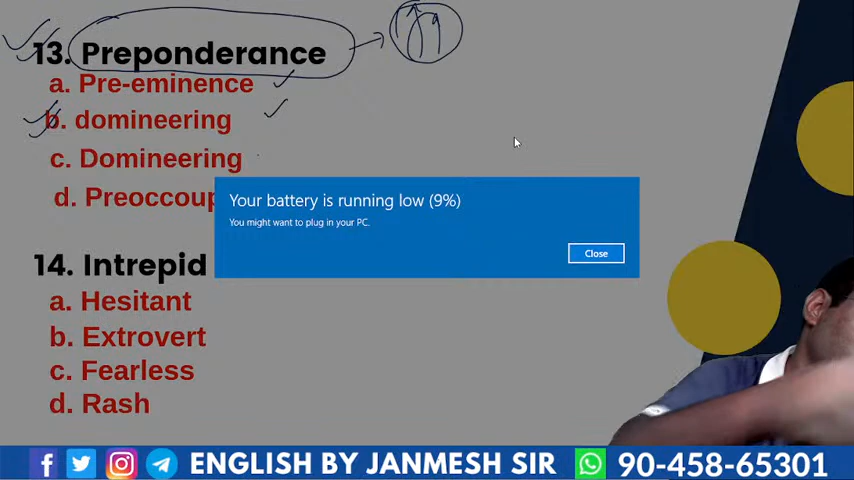 13. Preponderance
a. Pre-eminence
b. domineering
c. Domineering
d. Preoccup
Your battery is running low (9%)
You might want to plug in your PC.
Close
14. Intrepid
a. Hesitant
b. Extrovert
c. Fearless
d. Rash
f
ENGLISH BY JANMESH SIR
90-458-65301